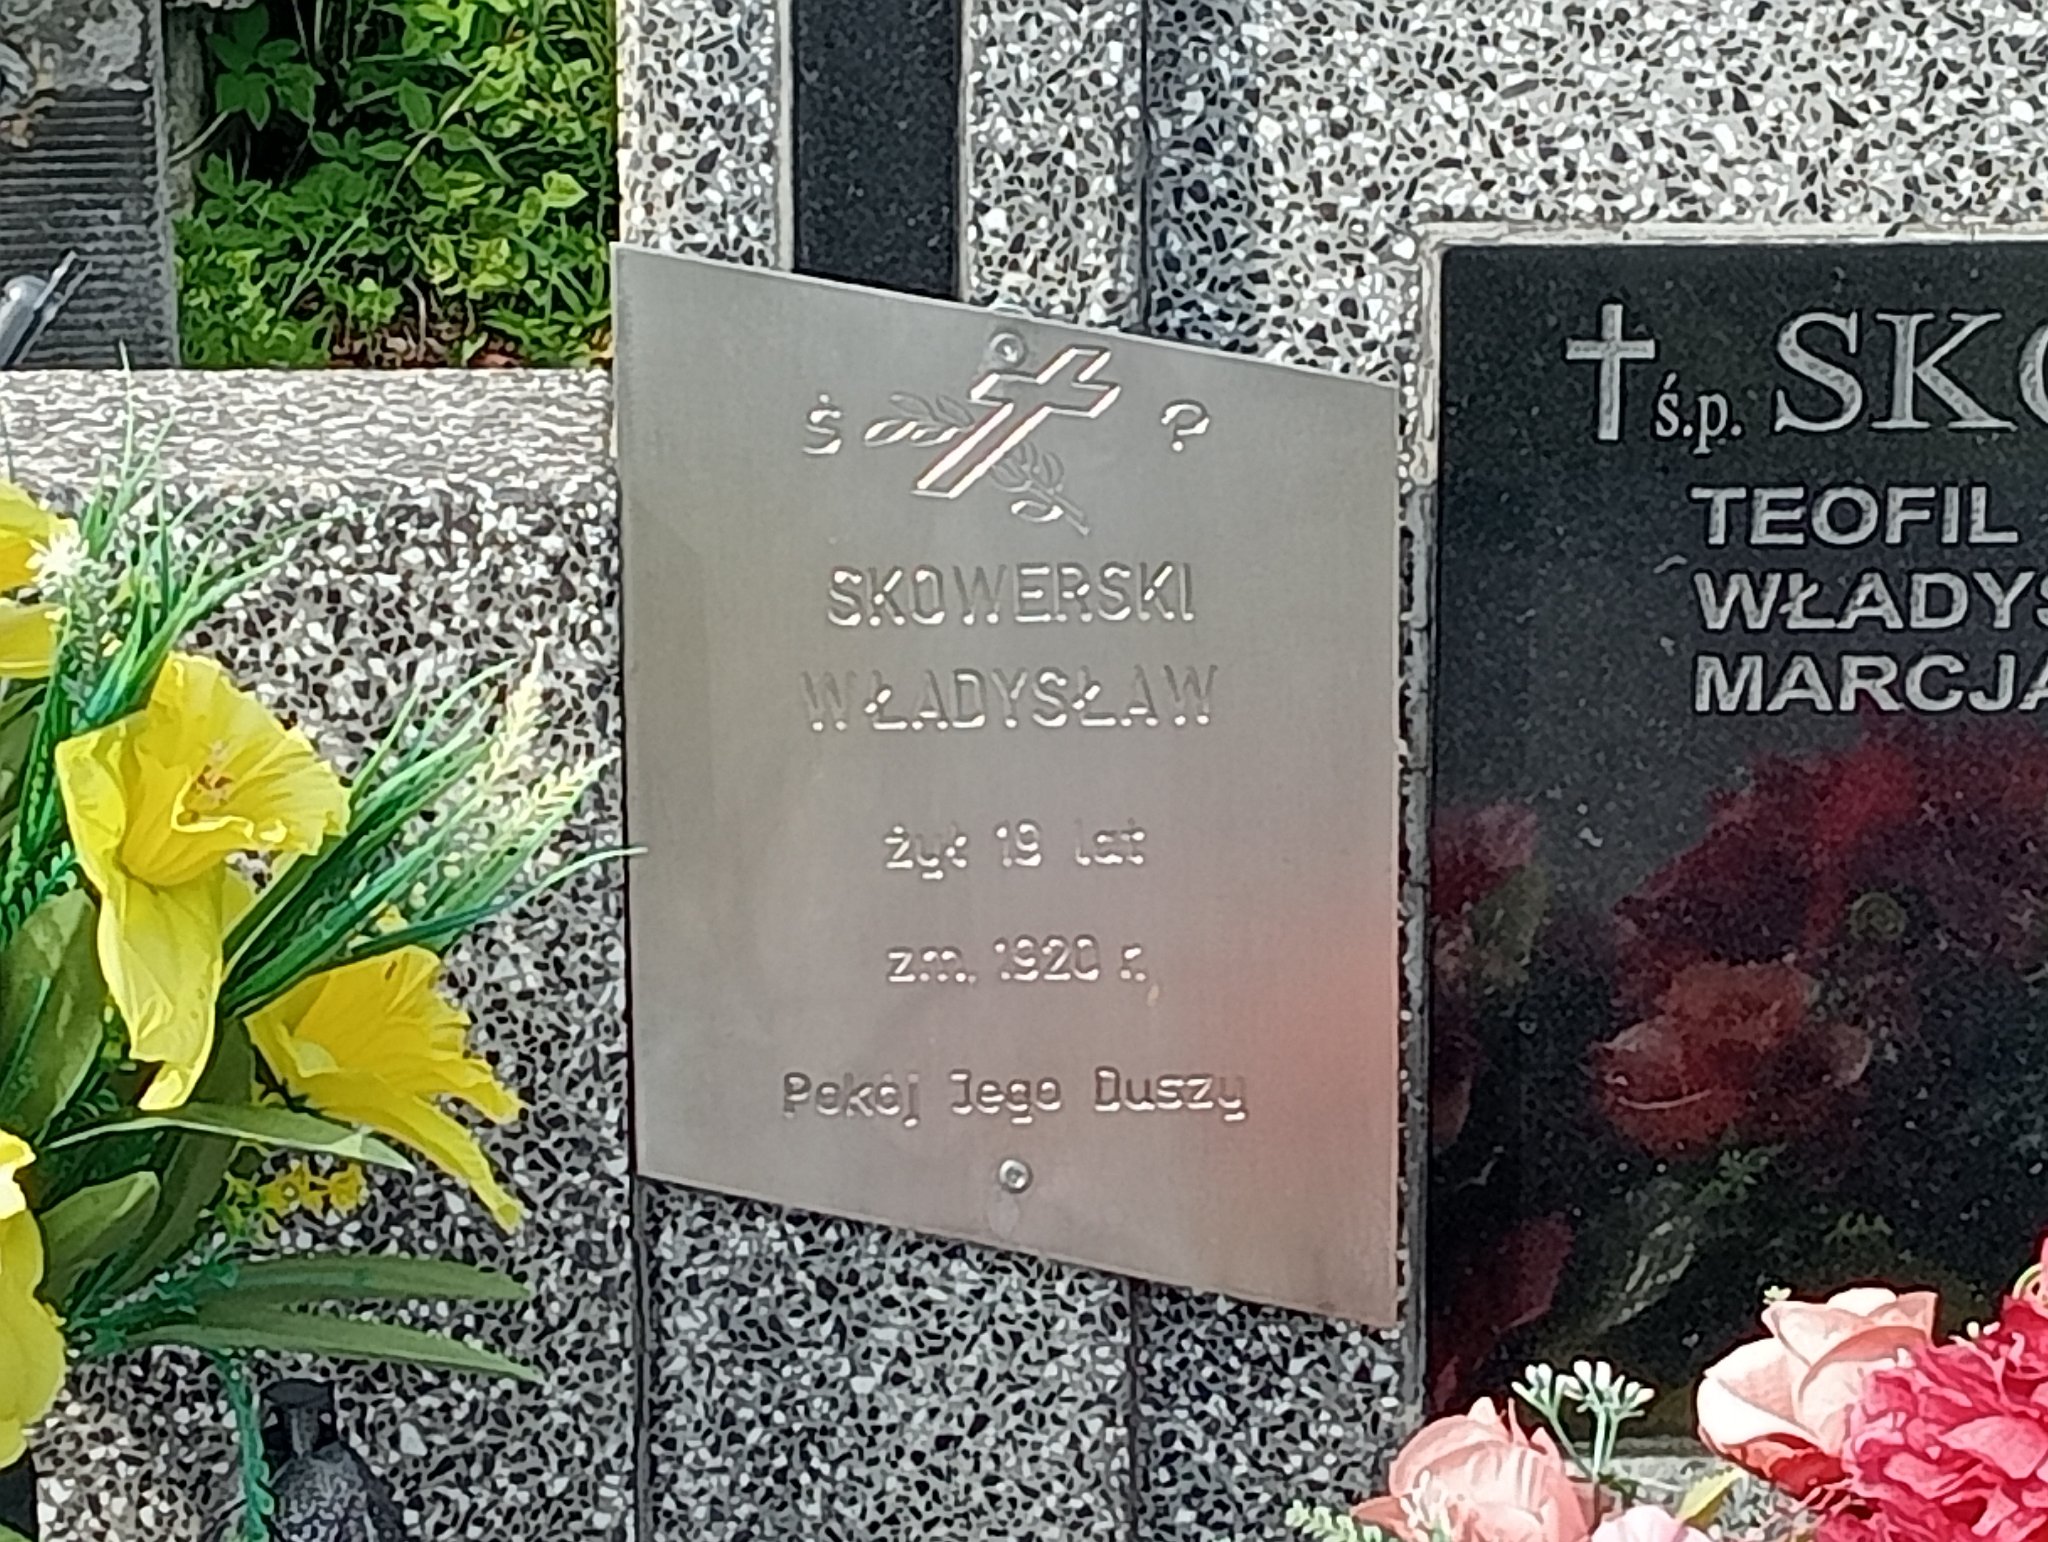 Ś P
SKOWERSKI
WŁADYSŁAW
żył 19 lat
zm. 1920 r.
Pokój Jego Duszy
ś.p. SKO
TEOFIL
WŁADYS
MARCJA